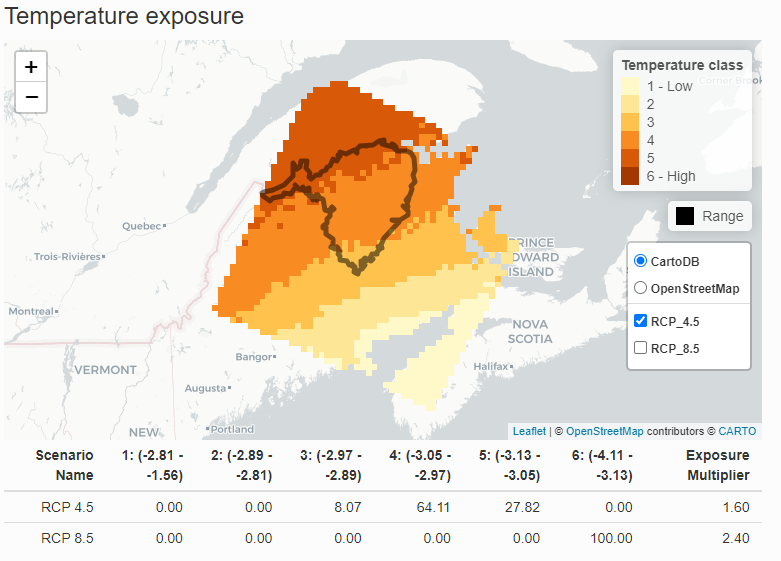 Temperature exposure
+
−
Temperature class
1 - Low
2
3
4
5
6 - High
Corner Brook
Range
CartoDB
OpenStreetMap
RCP_4.5
RCP_8.5
Quebec
Trois-Rivières
Montreal
PRINCE
EDWARD
ISLAND
NOVA
SCOTIA
Halifax
VERMONT
Bangor
Augusta
Portland
NEW
Leaflet | © OpenStreetMap contributors © CARTO
Scenario Name 1: (-2.81 - -1.56) 2: (-2.89 - -2.81) 3: (-2.97 - -2.89) 4: (-3.05 - -2.97) 5: (-3.13 - -3.05) 6: (-4.11 - -3.13) Exposure Multiplier
RCP 4.5 0.00 0.00 8.07 64.11 27.82 0.00 1.60
RCP 8.5 0.00 0.00 0.00 0.00 0.00 100.00 2.40